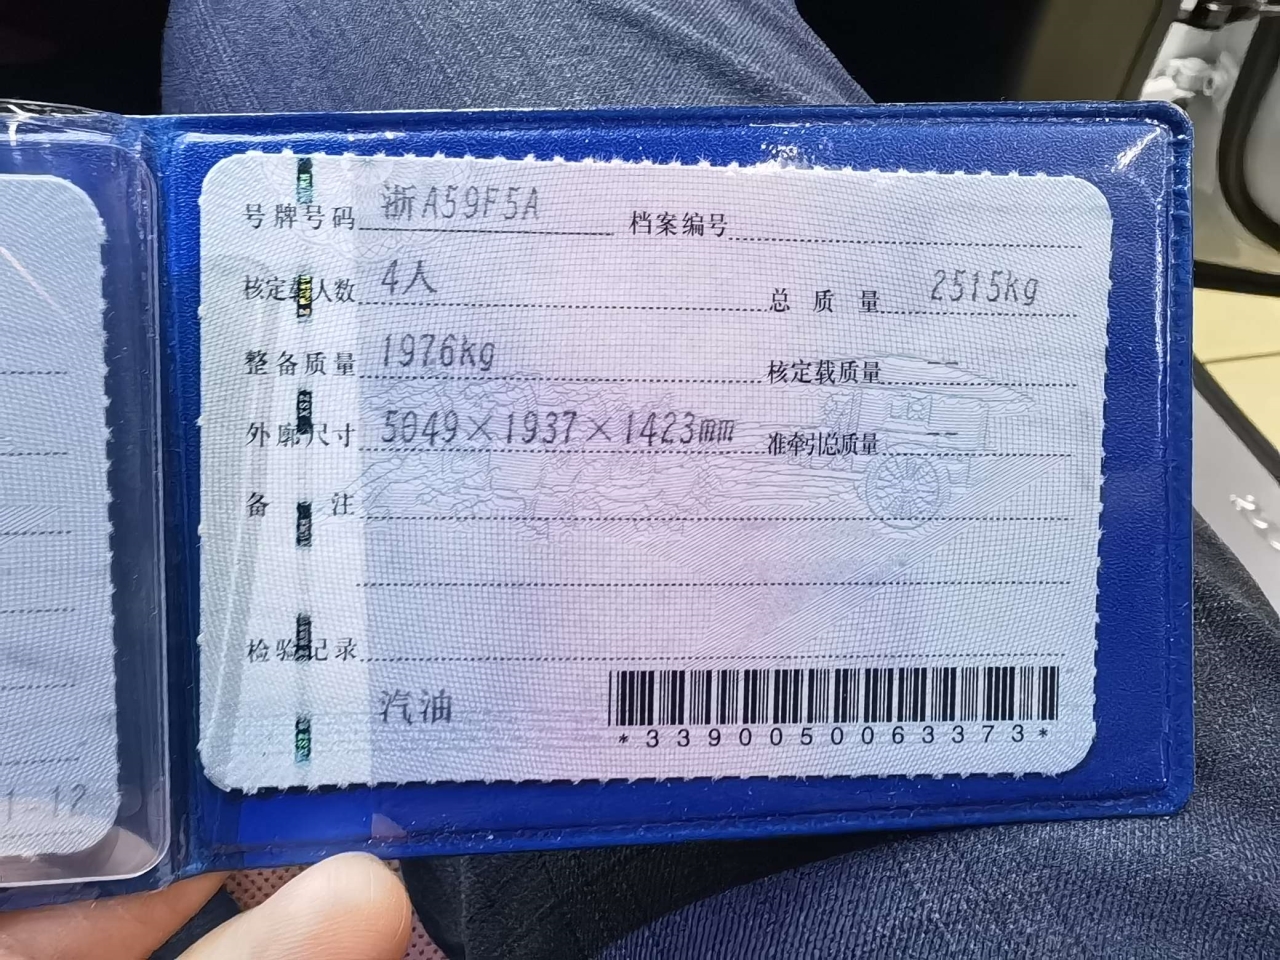 号牌号码 浙A59F5A 档案编号
核定载人数 4人 总质量 2515kg
整备质量 1976kg 核定载质量 --
外廓尺寸 5049×1937×1423mm 准牵引总质量 --
备注
检验记录
汽油
*3390050063373*
1-12